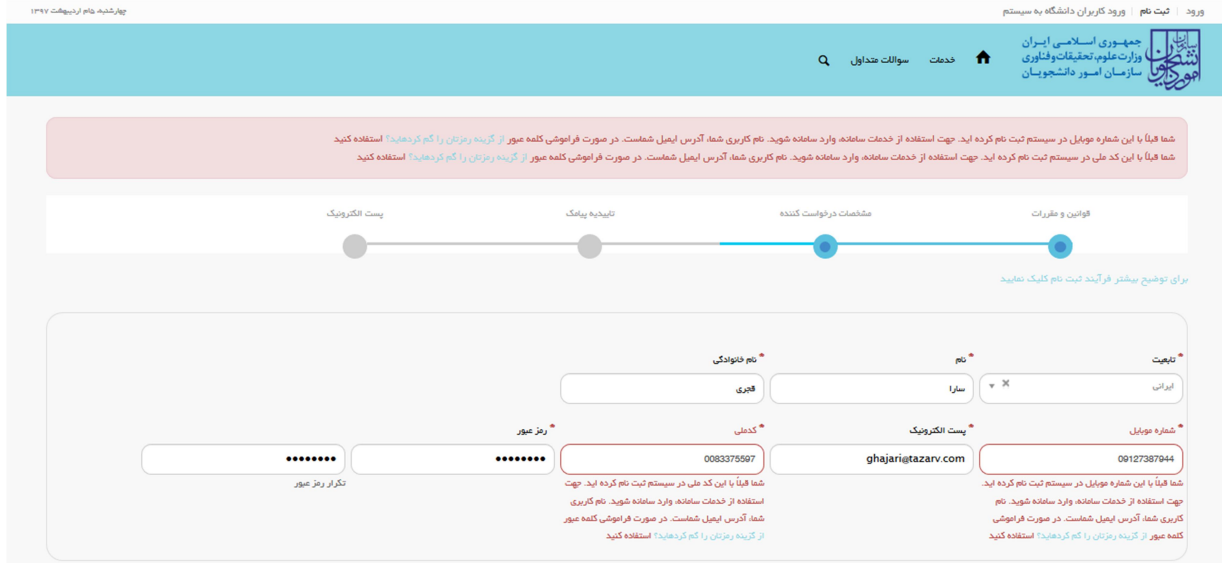 ورود | ثبت نام | ورود کاربران دانشگاه به سیستم
چهارشنبه، ۵ام اردیبهشت ۱۳۹۷
سازمان امور دانشجویان
جمهوری اسلامی ایران
وزارت علوم، تحقیقات و فناوری
سازمان امور دانشجویان
خدمات
سوالات متداول
شما قبلاً با این شماره موبایل در سیستم ثبت نام کرده اید. جهت استفاده از خدمات سامانه، وارد سامانه شوید. نام کاربری شما، آدرس ایمیل شماست. در صورت فراموشی کلمه عبور از گزینه رمزتان را گم کرده‌اید؟ استفاده کنید
شما قبلاً با این کد ملی در سیستم ثبت نام کرده اید. جهت استفاده از خدمات سامانه، وارد سامانه شوید. نام کاربری شما، آدرس ایمیل شماست. در صورت فراموشی کلمه عبور از گزینه رمزتان را گم کرده‌اید؟ استفاده کنید
قوانین و مقررات
مشخصات درخواست کننده
تاییدیه پیامک
پست الکترونیک
برای توضیح بیشتر فرآیند ثبت نام کلیک نمایید
* تابعیت
* نام
* نام خانوادگی
ایرانی
سارا
قجری
* شماره موبایل
* پست الکترونیک
* کدملی
* رمز عبور
09127387944
ghajari@tazarv.com
0083375597
تکرار رمز عبور
شما قبلاً با این شماره موبایل در سیستم ثبت نام کرده اید.
جهت استفاده از خدمات سامانه، وارد سامانه شوید. نام
کاربری شما، آدرس ایمیل شماست. در صورت فراموشی
کلمه عبور از گزینه رمزتان را گم کرده‌اید؟ استفاده کنید
شما قبلاً با این کد ملی در سیستم ثبت نام کرده اید. جهت
استفاده از خدمات سامانه، وارد سامانه شوید. نام کاربری
شما، آدرس ایمیل شماست. در صورت فراموشی کلمه عبور
از گزینه رمزتان را گم کرده‌اید؟ استفاده کنید